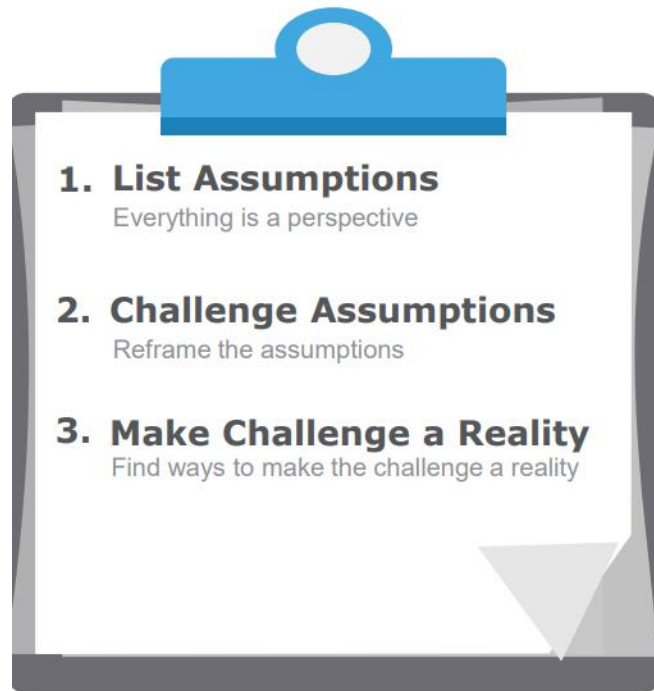 1. List Assumptions
Everything is a perspective
2. Challenge Assumptions
Reframe the assumptions
3. Make Challenge a Reality
Find ways to make the challenge a reality